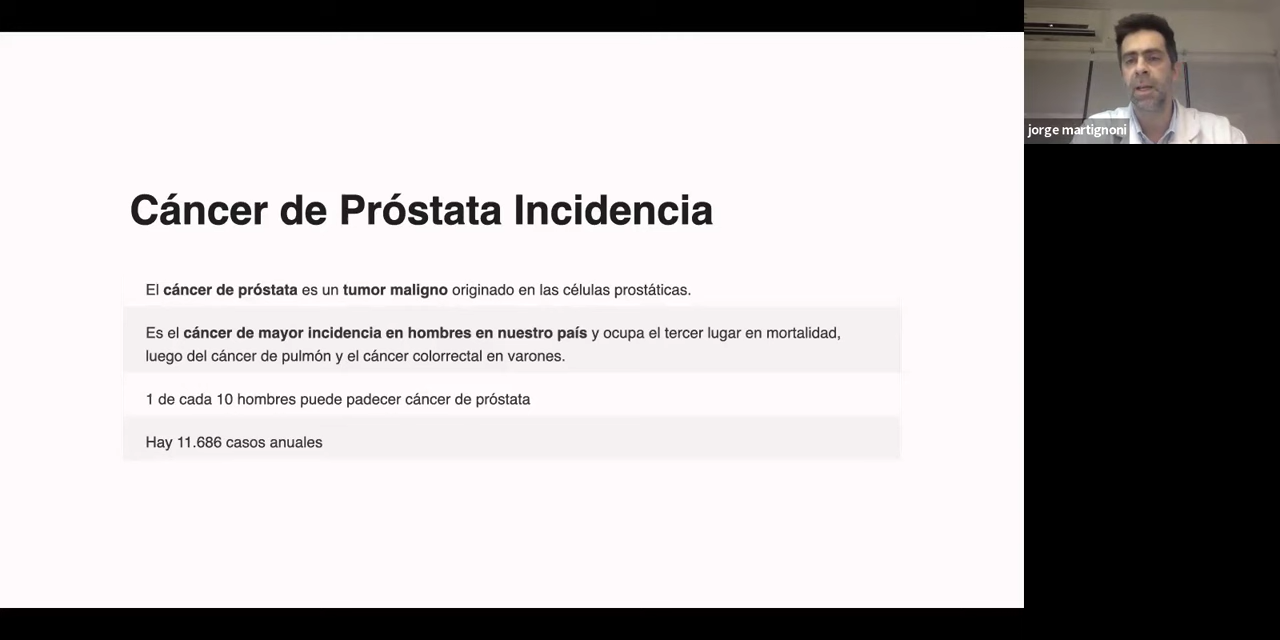 Cáncer de Próstata Incidencia
El cáncer de próstata es un tumor maligno originado en las células prostáticas.
Es el cáncer de mayor incidencia en hombres en nuestro país y ocupa el tercer lugar en mortalidad,
luego del cáncer de pulmón y el cáncer colorrectal en varones.
1 de cada 10 hombres puede padecer cáncer de próstata
Hay 11.686 casos anuales
jorge martignoni